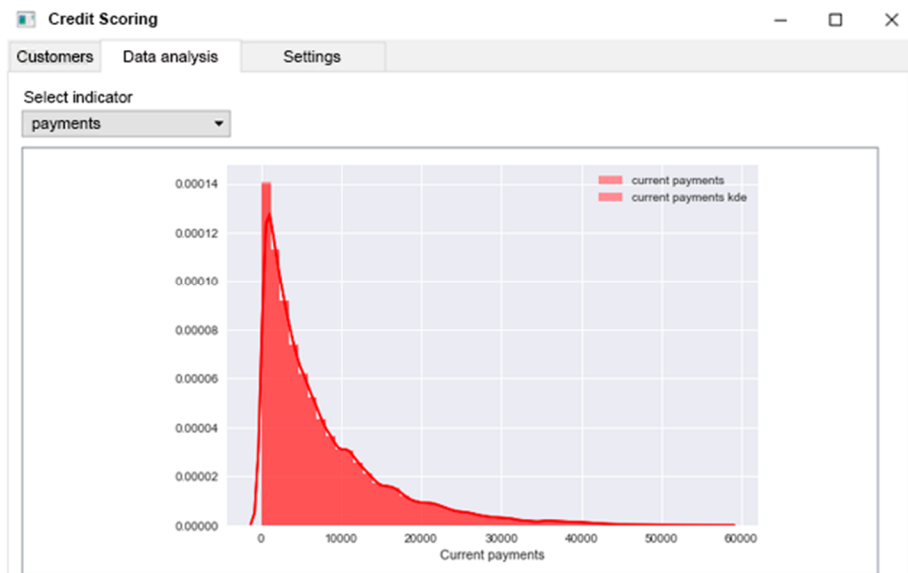 Credit Scoring
Customers Data analysis Settings
Select indicator
payments
current payments
current payments kde
0.00014
0.00012
0.00010
0.00008
0.00006
0.00004
0.00002
0.00000
0 10000 20000 30000 40000 50000 60000
Current payments